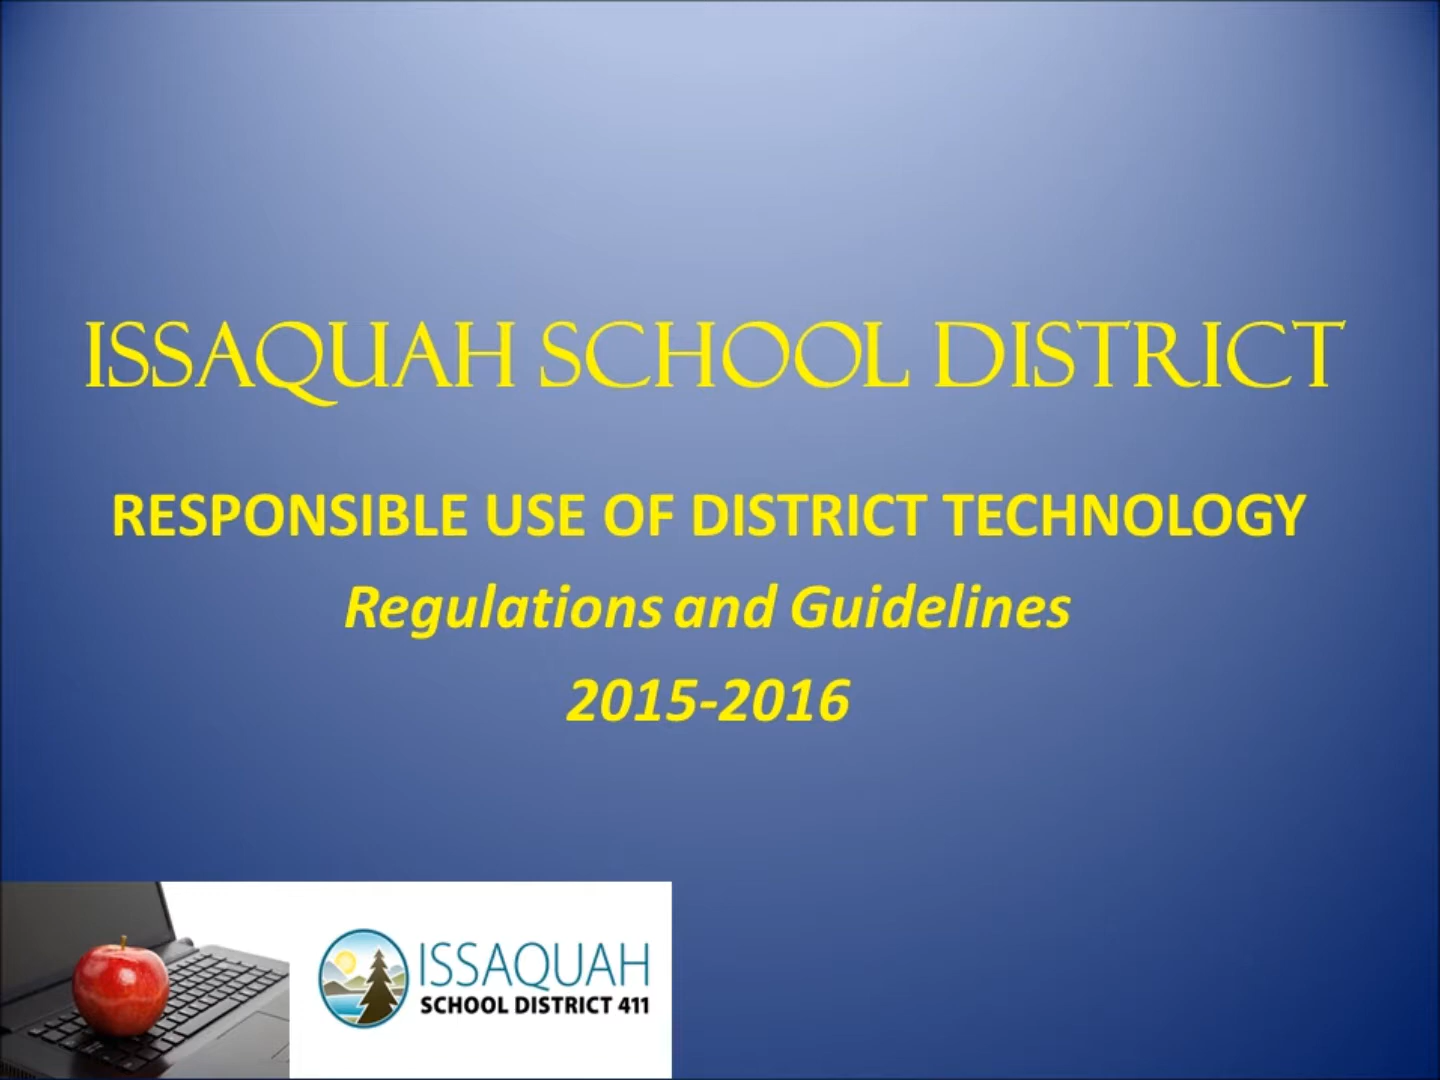 ISSAQUAH SCHOOL DISTRICT
RESPONSIBLE USE OF DISTRICT TECHNOLOGY
Regulations and Guidelines
2015-2016
ISSAQUAH
SCHOOL DISTRICT 411